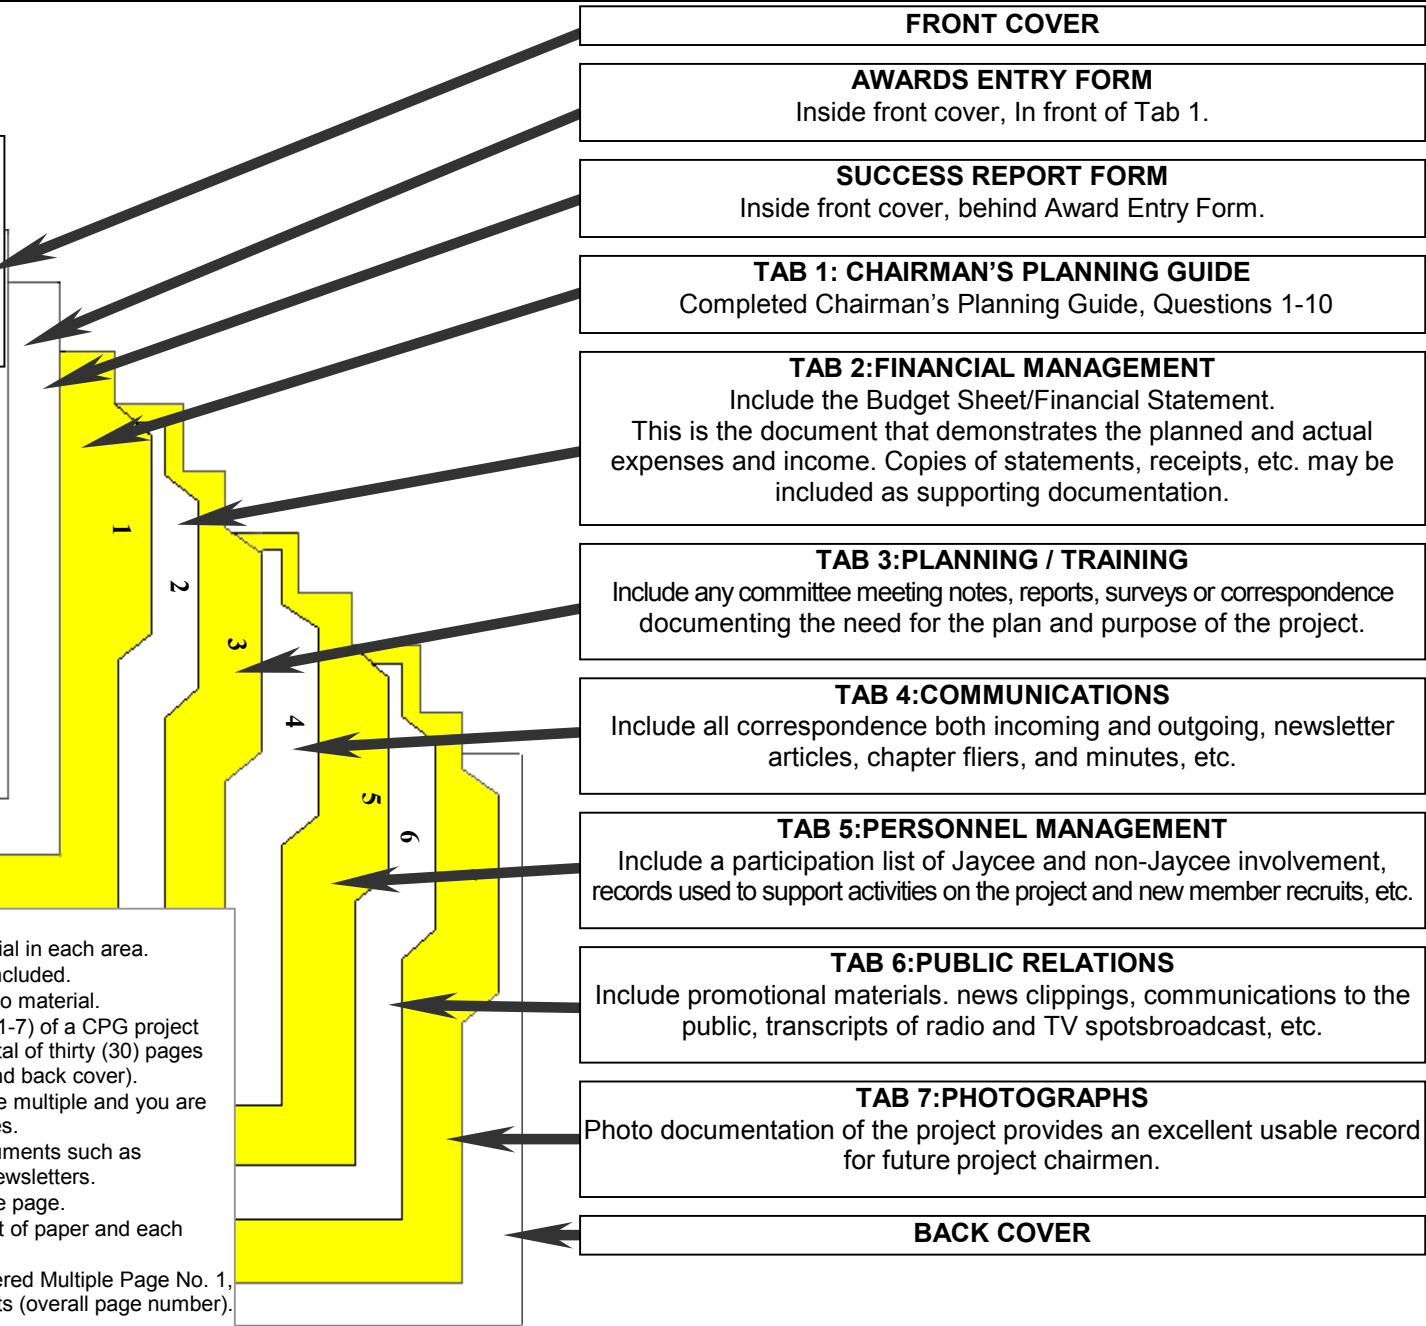 FRONT COVER
AWARDS ENTRY FORM
Inside front cover, In front of Tab 1.
SUCCESS REPORT FORM
Inside front cover, behind Award Entry Form.
TAB 1: CHAIRMAN’S PLANNING GUIDE
Completed Chairman’s Planning Guide, Questions 1-10
TAB 2:FINANCIAL MANAGEMENT
Include the Budget Sheet/Financial Statement.
This is the document that demonstrates the planned and actual
expenses and income. Copies of statements, receipts, etc. may be
included as supporting documentation.
TAB 3:PLANNING / TRAINING
Include any committee meeting notes, reports, surveys or correspondence
documenting the need for the plan and purpose of the project.
TAB 4:COMMUNICATIONS
Include all correspondence both incoming and outgoing, newsletter
articles, chapter fliers, and minutes, etc.
TAB 5:PERSONNEL MANAGEMENT
Include a participation list of Jaycee and non-Jaycee involvement,
records used to support activities on the project and new member recruits, etc.
TAB 6:PUBLIC RELATIONS
Include promotional materials. news clippings, communications to the
public, transcripts of radio and TV spotsbroadcast, etc.
TAB 7:PHOTOGRAPHS
Photo documentation of the project provides an excellent usable record
for future project chairmen.
BACK COVER
1
2
3
4
5
6
ial in each area.
ncluded.
o material.
1-7) of a CPG project
tal of thirty (30) pages
nd back cover).
e multiple and you are
es.
uments such as
ewsletters.
e page.
t of paper and each
ered Multiple Page No. 1,
ts (overall page number).